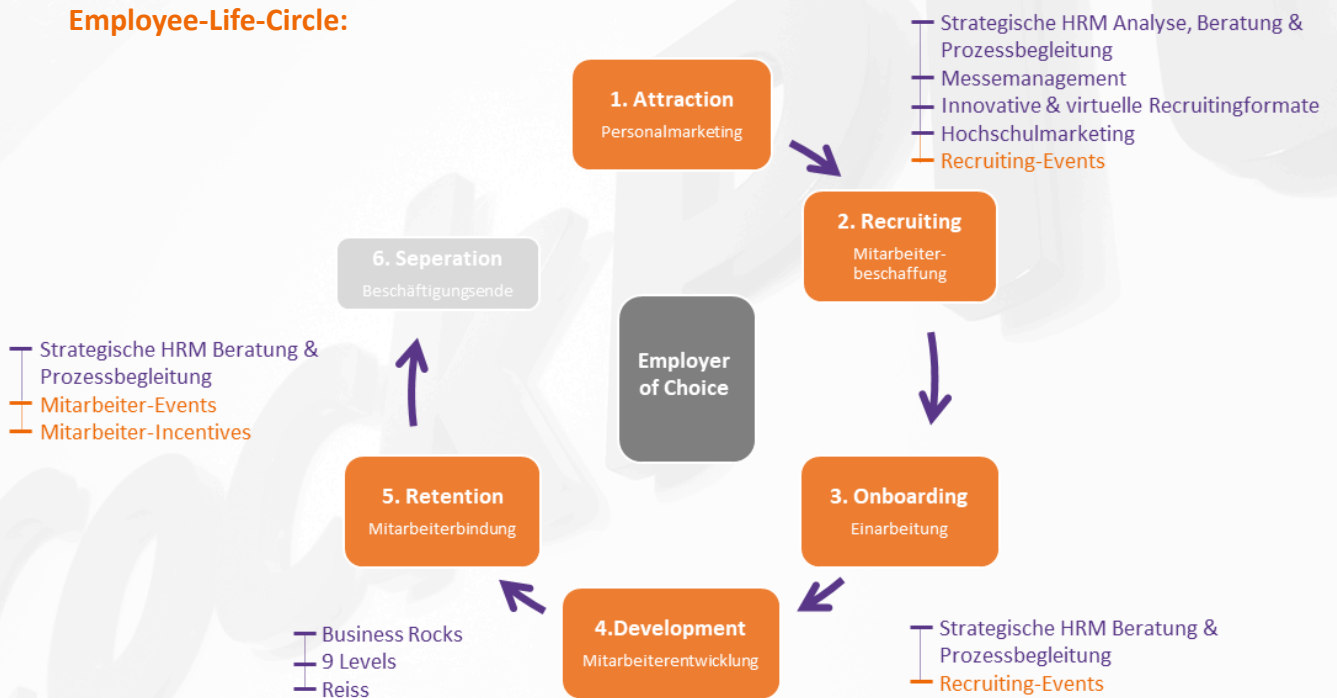 Employee-Life-Circle:
Strategische HRM Analyse, Beratung &
Prozessbegleitung
Messemanagement
Innovative & virtuelle Recruitingformate
Hochschulmarketing
Recruiting-Events
1. Attraction
Personalmarketing
2. Recruiting
Mitarbeiter-
beschaffung
6. Seperation
Beschäftigungsende
Employer
of Choice
Strategische HRM Beratung &
Prozessbegleitung
Mitarbeiter-Events
Mitarbeiter-Incentives
5. Retention
Mitarbeiterbindung
3. Onboarding
Einarbeitung
4.Development
Mitarbeiterentwicklung
Business Rocks
9 Levels
Reiss
Strategische HRM Beratung &
Prozessbegleitung
Recruiting-Events